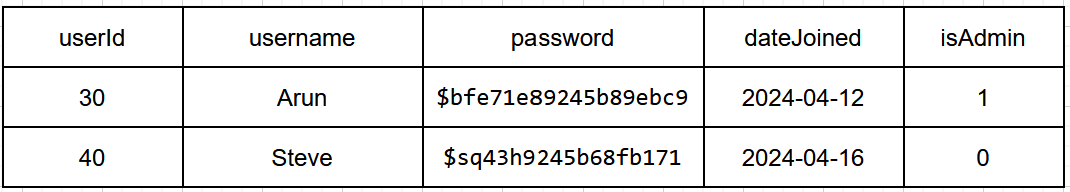 userId username password dateJoined isAdmin
30 Arun $bfe71e89245b89ebc9 2024-04-12 1
40 Steve $sq43h9245b68fb171 2024-04-16 0